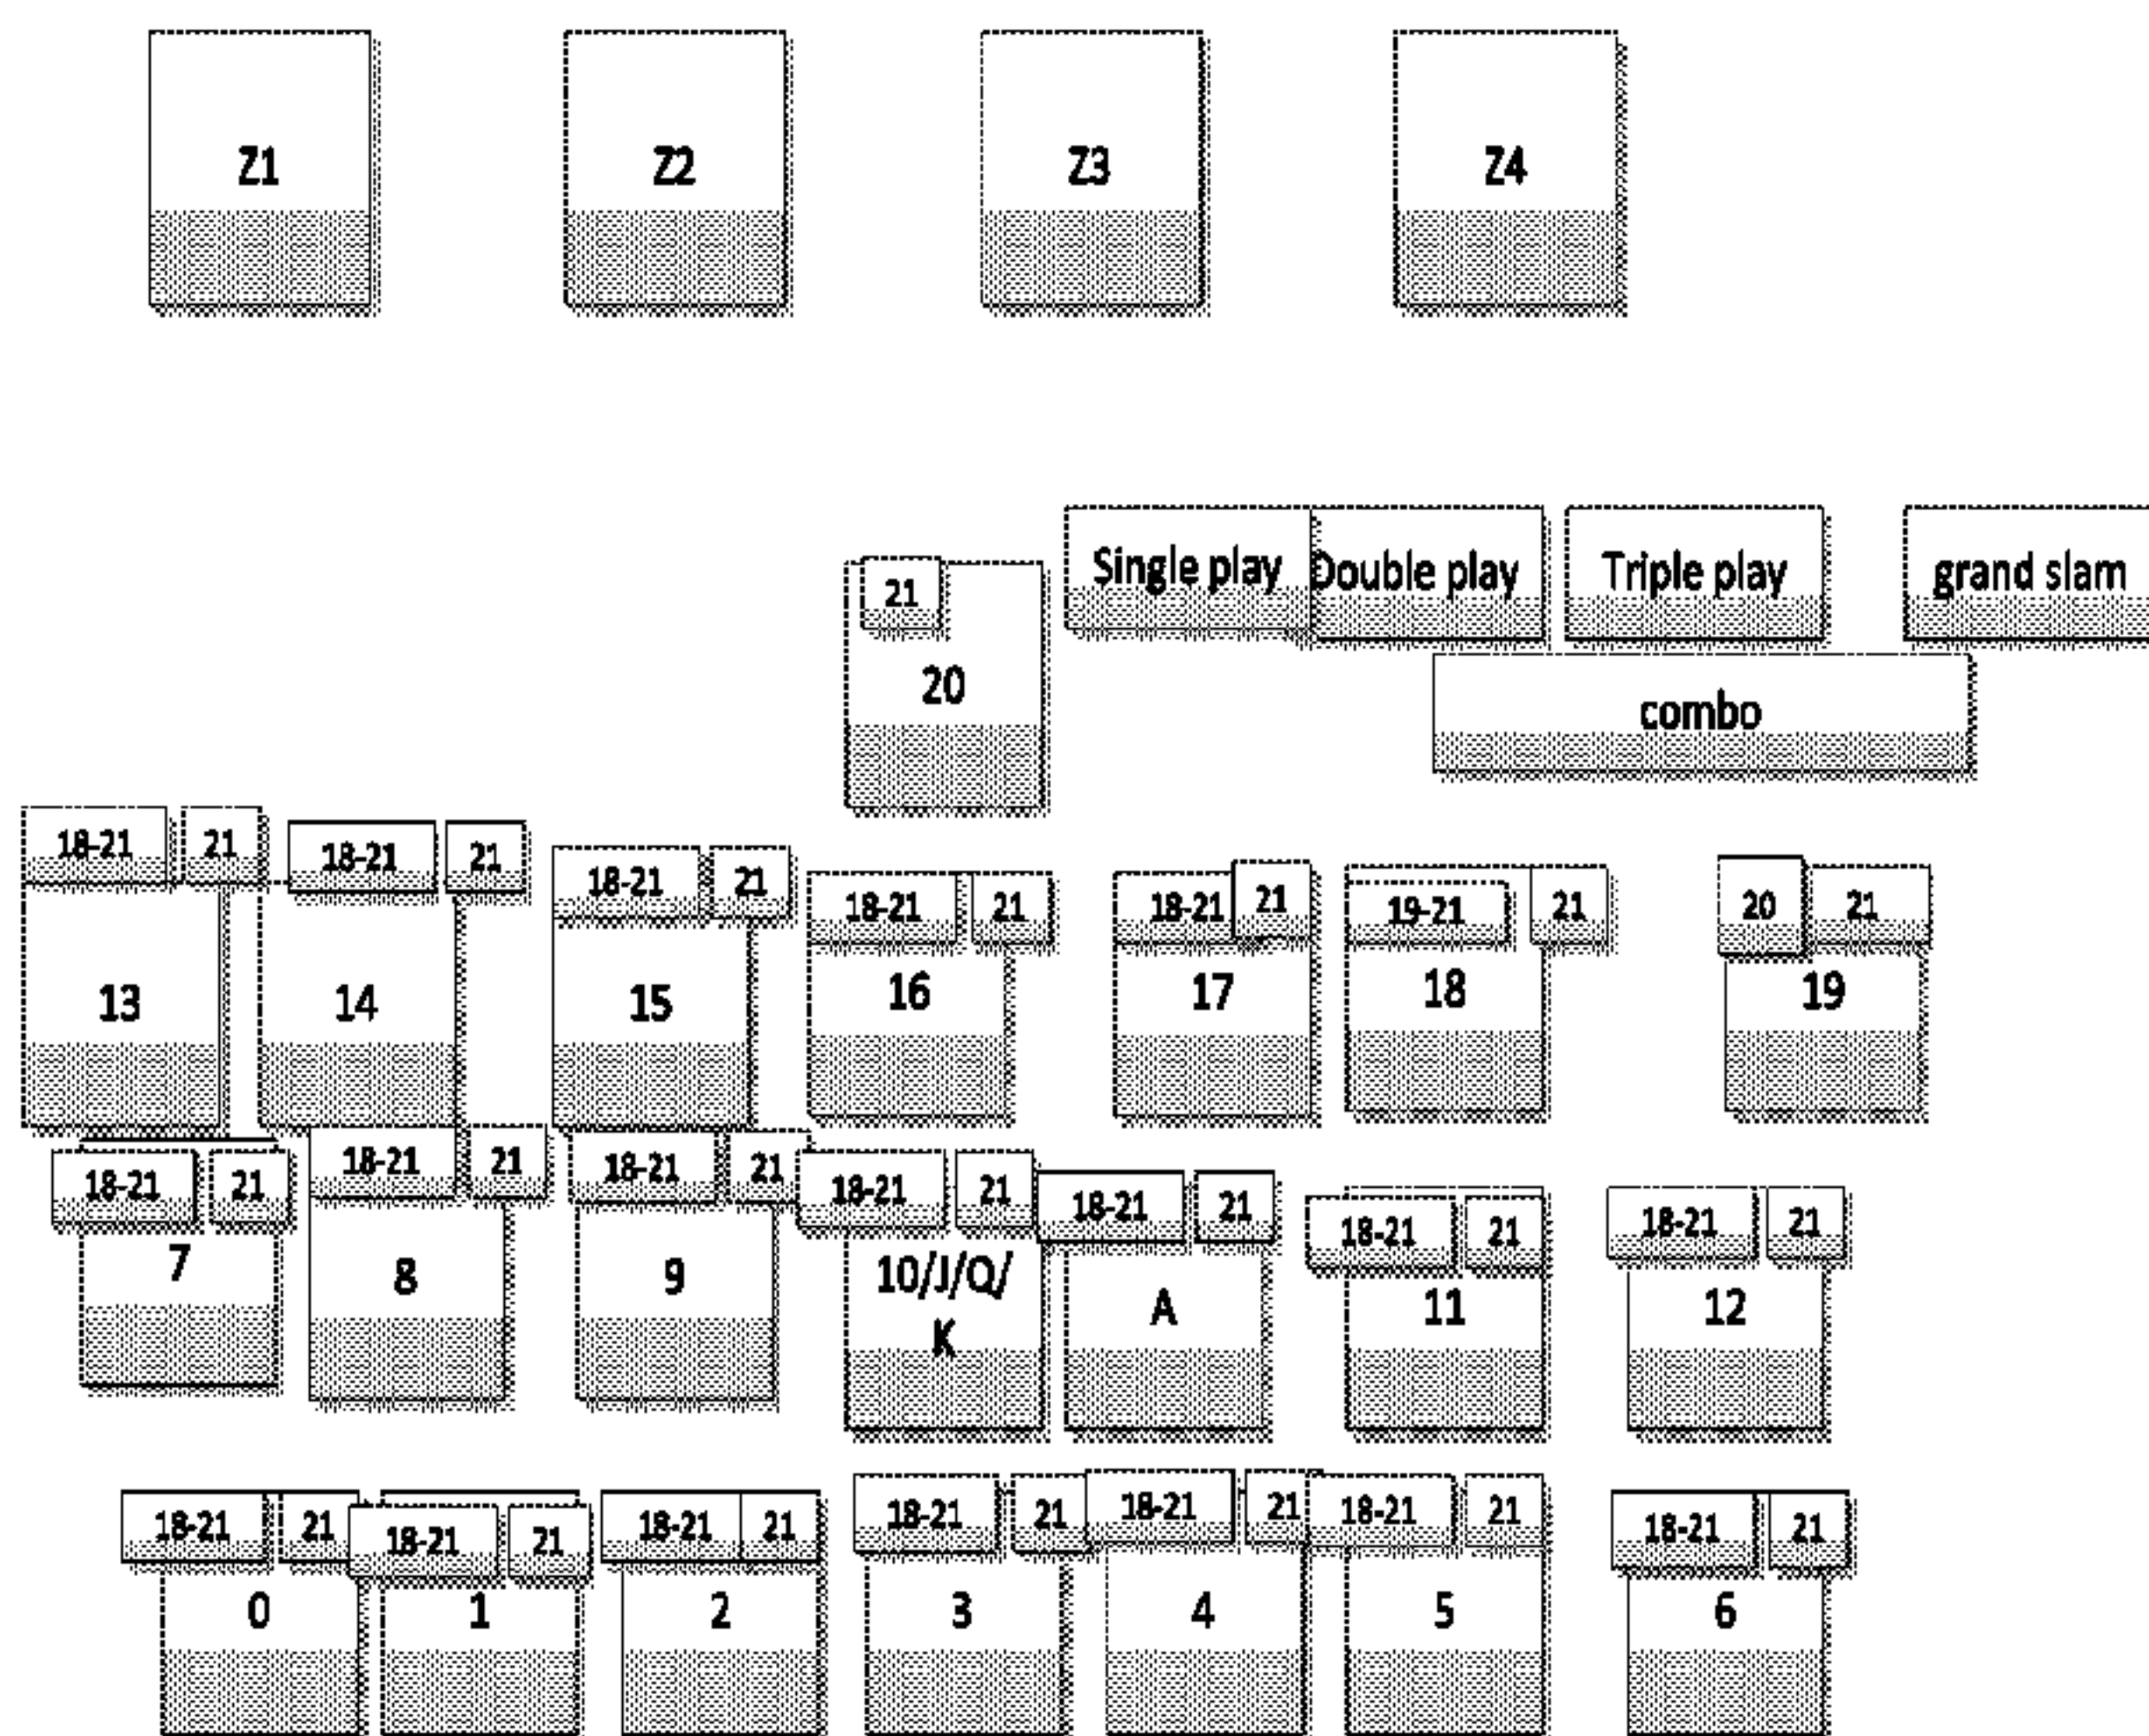 Z1 Z2 Z3 Z4
Single play Double play Triple play grand slam
21
20
combo
18-21 21 18-21 21 18-21 21 18-21 21 18-21 21 19-21 21 20 21
13 14 15 16 17 18 19
18-21 21 18-21 21 18-21 21 18-21 21 18-21 21 18-21 21 18-21 21
7 8 9 10/J/Q/ A 11 12
K
18-21 21 18-21 21 18-21 21 18-21 21 18-21 21 18-21 21 18-21 21
0 1 2 3 4 5 6